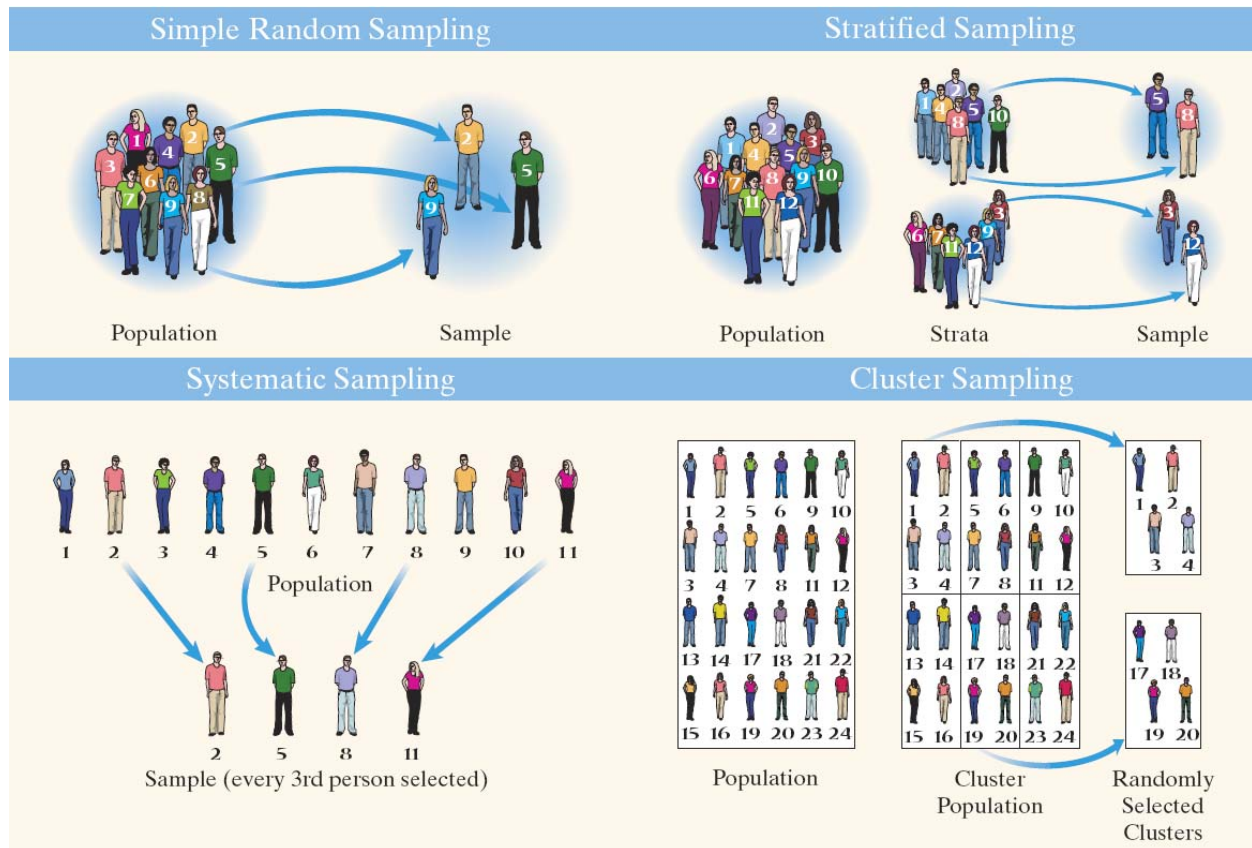 Simple Random Sampling
1
2
3
4
5
6
7
8
9
2
5
9
Population
Sample
Stratified Sampling
2
1
4
5
3
6
7
8
9
10
11
12
2
1
4
5
8
10
3
6
7
9
11
12
5
8
3
12
Population
Strata
Sample
Systematic Sampling
1 2 3 4 5 6 7 8 9 10 11
Population
2 5 8 11
Sample (every 3rd person selected)
Cluster Sampling
1 2 5 6 9 10
3 4 7 8 11 12
13 14 17 18 21 22
15 16 19 20 23 24
Population
1 2 5 6 9 10
3 4 7 8 11 12
13 14 17 18 21 22
15 16 19 20 23 24
Cluster
Population
1 2
3 4
17 18
19 20
Randomly
Selected
Clusters